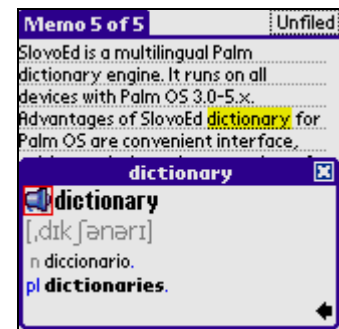 Memo 5 of 5 Unfiled
SlovoEd is a multilingual Palm
dictionary engine. It runs on all
devices with Palm OS 3.0-5.x.
Advantages of SlovoEd dictionary for
Palm OS are convenient interface,
dictionary
dictionary
[ˌdɪkʃənərɪ]
n diccionario.
pl dictionaries.